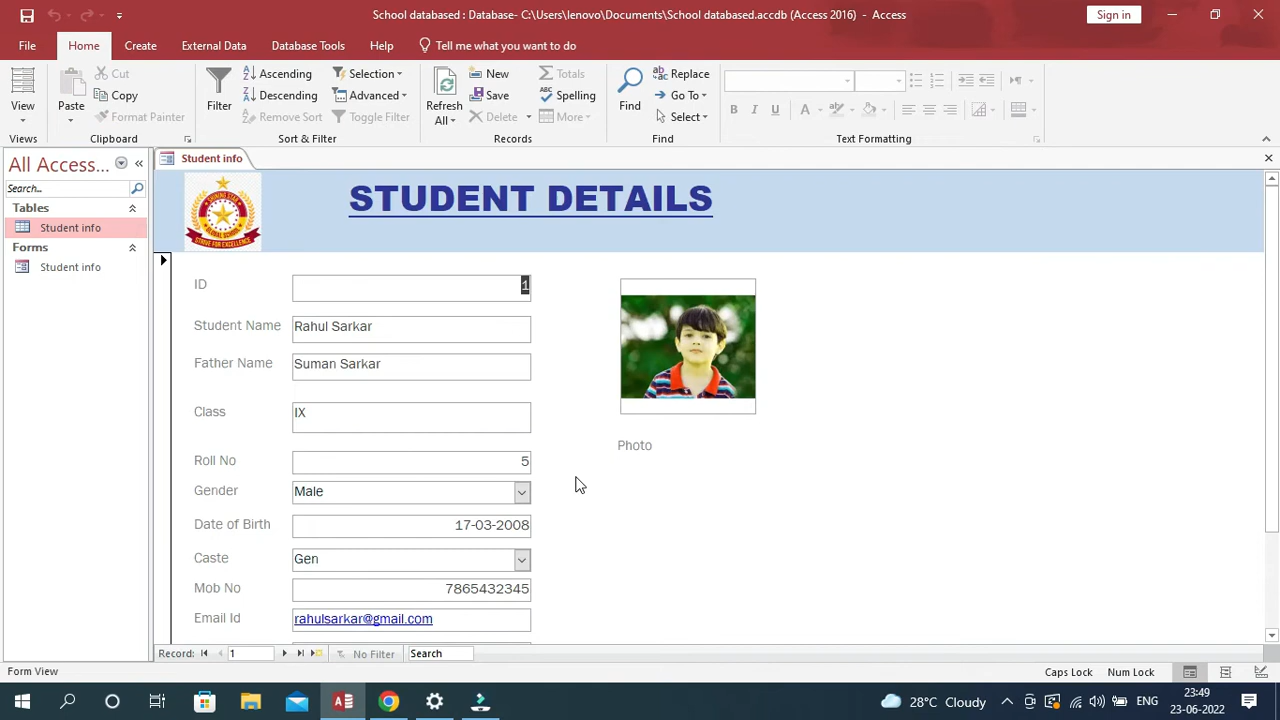 School databased : Database- C:\Users\lenovo\Documents\School databased.accdb (Access 2016) - Access
Sign in
File Home Create External Data Database Tools Help Tell me what you want to do
View
Views
Paste
Cut
Copy
Format Painter
Clipboard
Filter
Ascending
Descending
Remove Sort
Selection
Advanced
Toggle Filter
Sort & Filter
Refresh
All
New
Save
Delete
Totals
Spelling
More
Records
Find
Replace
Go To
Select
Find
B I U A
Text Formatting
All Access...
Search...
Tables
Student info
Forms
Student info
Student info
STRIVE FOR EXCELLENCE
STUDENT DETAILS
ID 1
Student Name Rahul Sarkar
Father Name Suman Sarkar
Class IX
Roll No 5
Gender Male
Date of Birth 17-03-2008
Caste Gen
Mob No 7865432345
Email Id rahulsarkar@gmail.com
Photo
Record: 1 No Filter Search
Form View
Caps Lock Num Lock
28°C Cloudy
ENG
23:49
23-06-2022